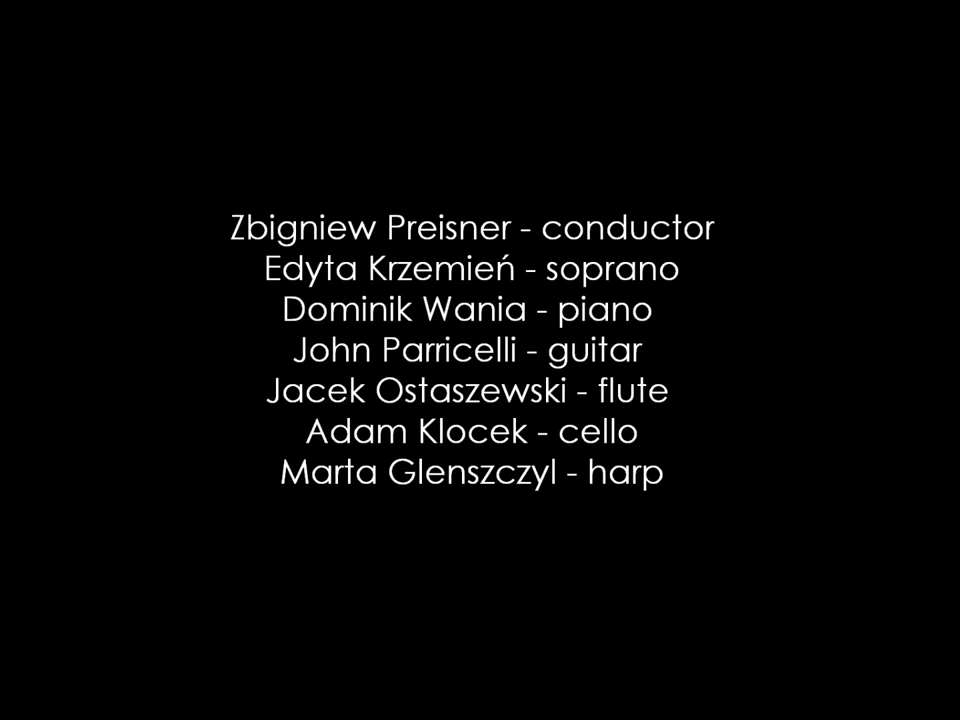 Zbigniew Preisner - conductor
Edyta Krzemień - soprano
Dominik Wania - piano
John Parricelli - guitar
Jacek Ostaszewski - flute
Adam Klocek - cello
Marta Glenszczyl - harp